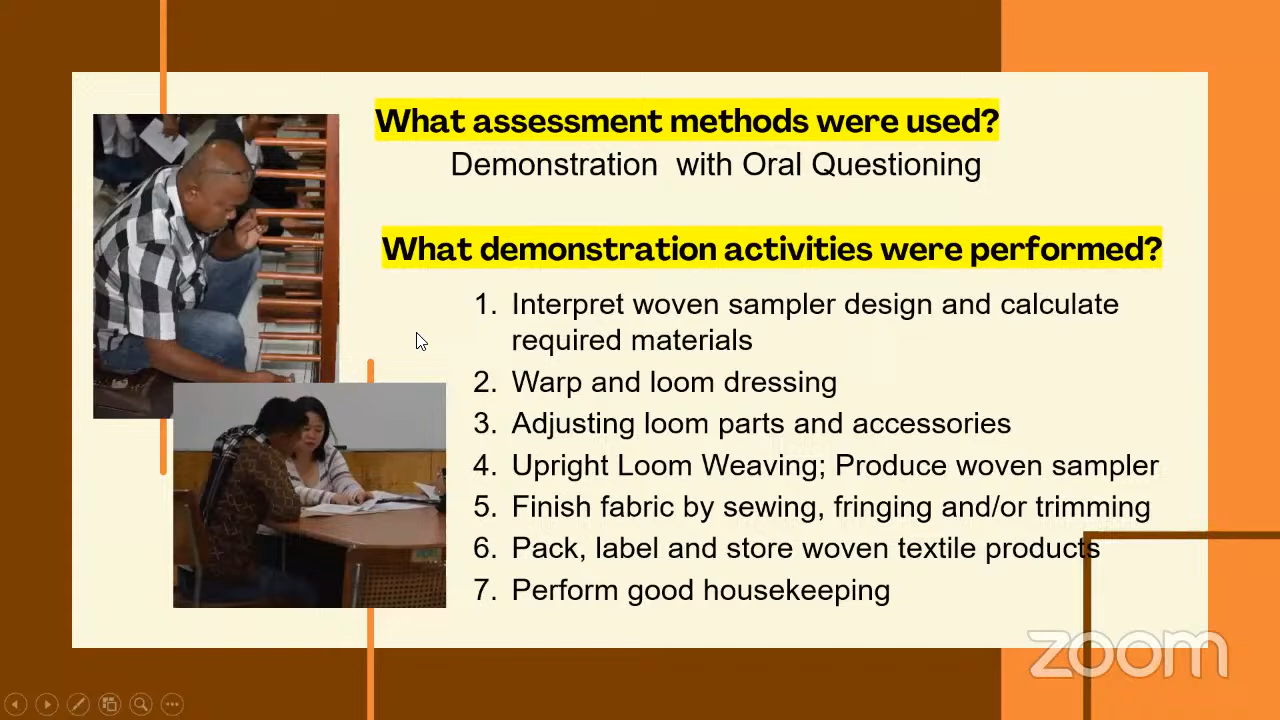 What assessment methods were used?
Demonstration with Oral Questioning
What demonstration activities were performed?
1. Interpret woven sampler design and calculate
required materials
2. Warp and loom dressing
3. Adjusting loom parts and accessories
4. Upright Loom Weaving; Produce woven sampler
5. Finish fabric by sewing, fringing and/or trimming
6. Pack, label and store woven textile products
7. Perform good housekeeping
zoom